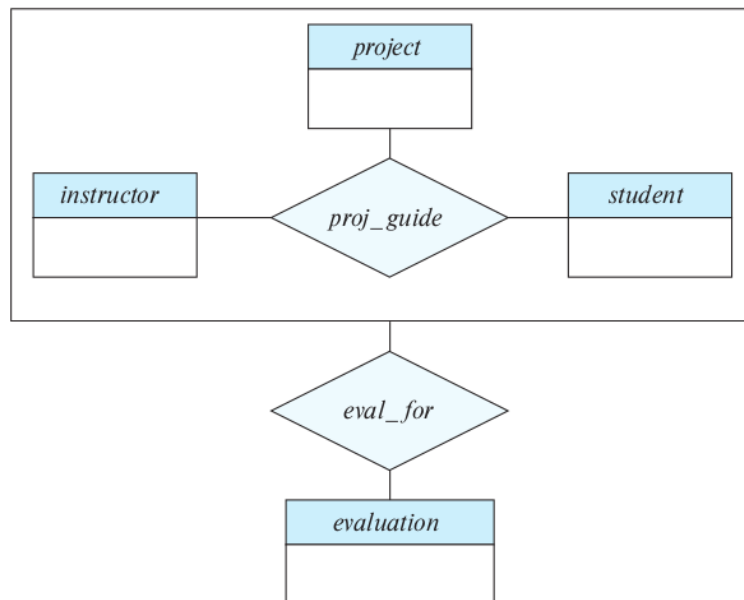 project
instructor
proj_guide
student
eval_for
evaluation